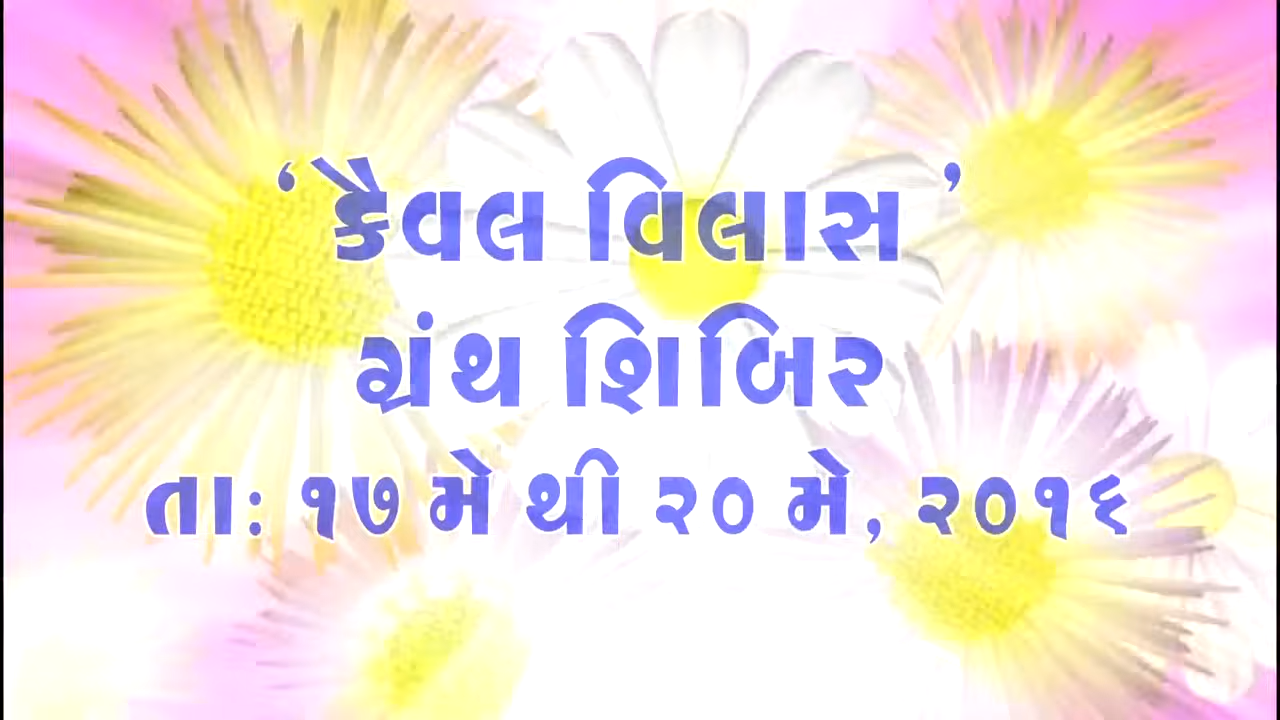 ‘ કૈવલ વિલાસ ’
ગ્રંથ શિબિર
તા: ૧૭ મે થી ૨૦ મે, ૨૦૧૬